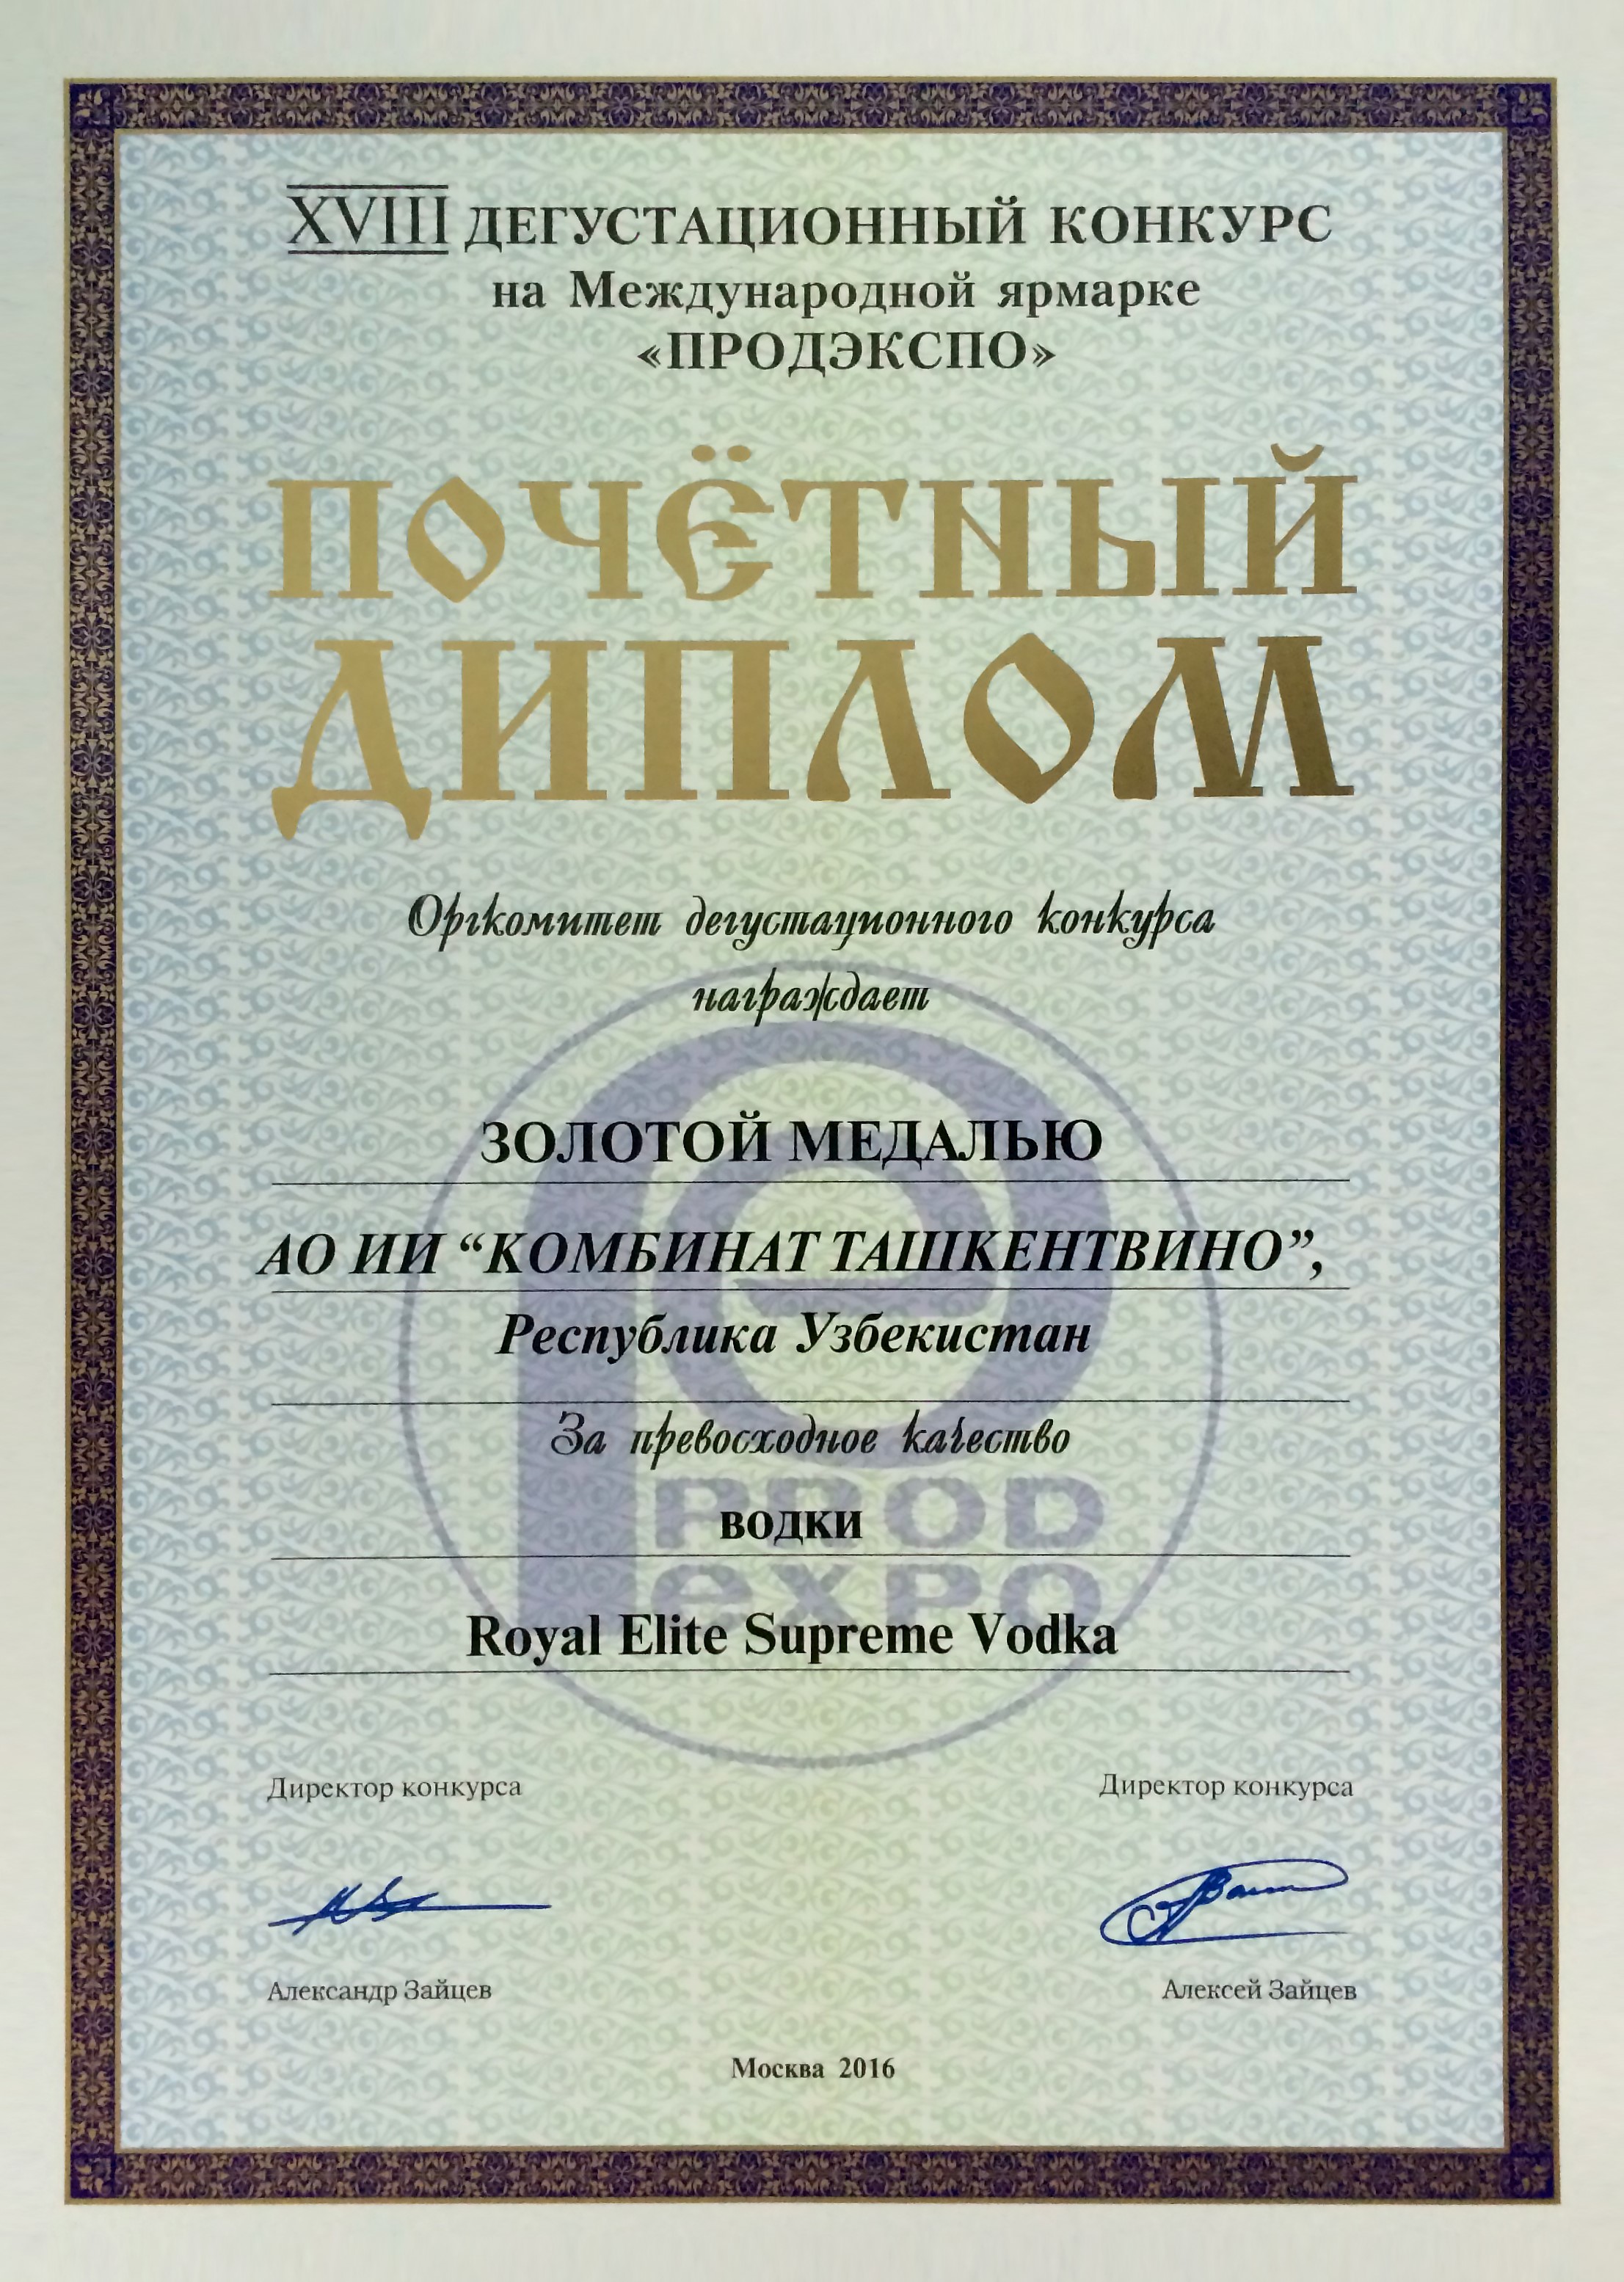 XVIII ДЕГУСТАЦИОННЫЙ КОНКУРС
на Международной ярмарке
«ПРОДЭКСПО»
ПОЧЁТНЫЙ
ДИПЛОМ
Оргкомитет дегустационного конкурса
награждает
ЗОЛОТОЙ МЕДАЛЬЮ
АО ИИ “КОМБИНАТ ТАШКЕНТВИНО”,
Республика Узбекистан
За превосходное качество
PROD
водки
expo
Royal Elite Supreme Vodka
Директор конкурса Директор конкурса
Александр Зайцев Алексей Зайцев
Москва 2016